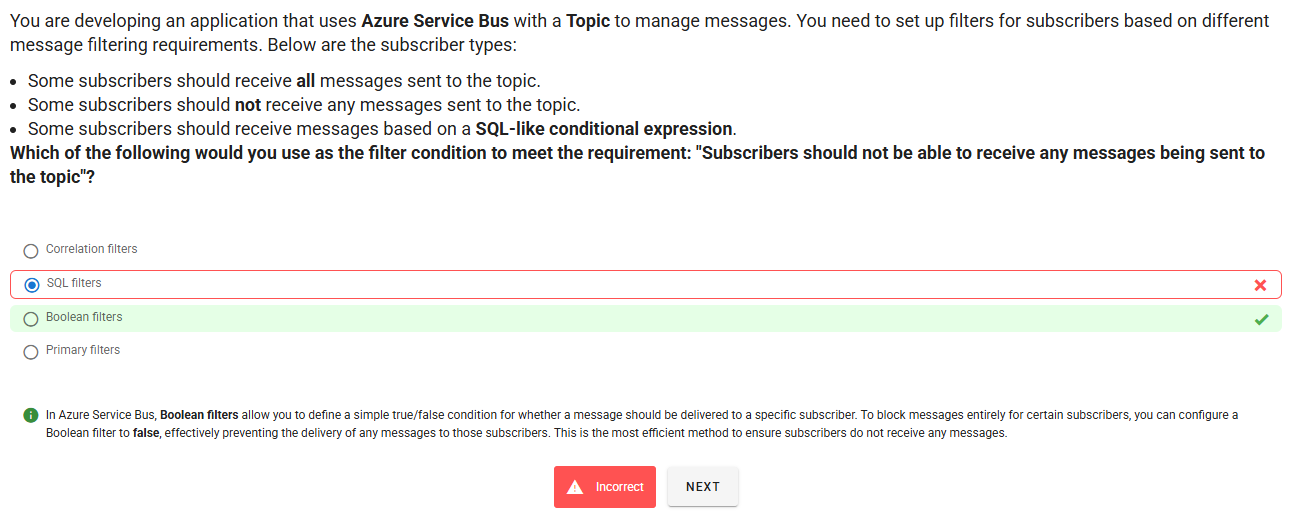 You are developing an application that uses Azure Service Bus with a Topic to manage messages. You need to set up filters for subscribers based on different
message filtering requirements. Below are the subscriber types:
Some subscribers should receive all messages sent to the topic.
Some subscribers should not receive any messages sent to the topic.
Some subscribers should receive messages based on a SQL-like conditional expression.
Which of the following would you use as the filter condition to meet the requirement: "Subscribers should not be able to receive any messages being sent to
the topic"?
Correlation filters
SQL filters
Boolean filters
Primary filters
In Azure Service Bus, Boolean filters allow you to define a simple true/false condition for whether a message should be delivered to a specific subscriber. To block messages entirely for certain subscribers, you can configure a
Boolean filter to false, effectively preventing the delivery of any messages to those subscribers. This is the most efficient method to ensure subscribers do not receive any messages.
Incorrect
NEXT